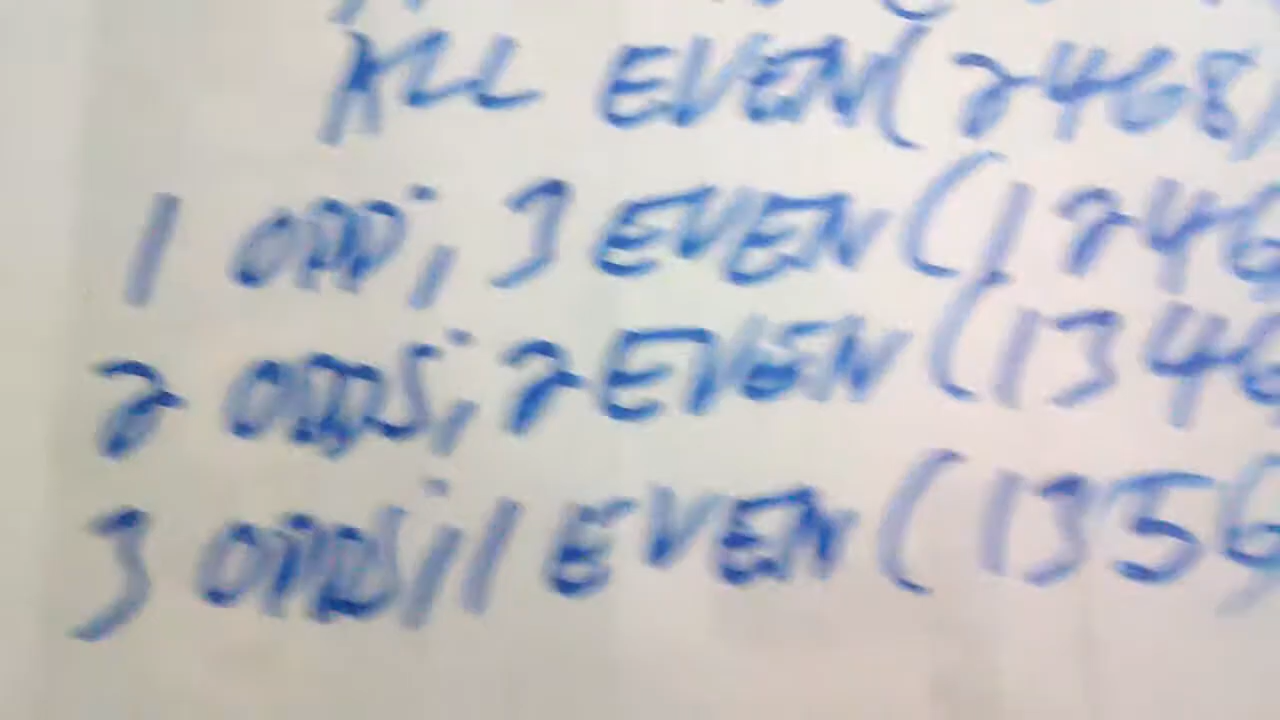 ALL EVEN (2468)
1 ODD; 3 EVEN (1246
2 ODDS; 2 EVEN (1346
3 ODDS; 1 EVEN (1356)